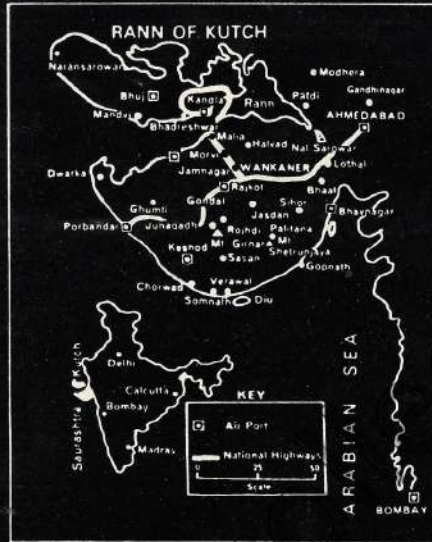 RANN OF KUTCH
Naransarowar
Modhera
Gandhinagar
Bhuj
Kandla
Rann
Patdi
AHMEDABAD
Mandvi
Bhadreshwar
Malia
Halvad
Nal Sarowar
Morvi
WANKANER
Lothal
Dwarka
Jamnagar
Rajkot
Bhaal
Ghumli
Gondal
Jasdan
Sihor
Bhavnagar
Porbandar
Junagadh
Rojhdi
Palitana
Mt
Girnar
Mt
Shetrunjaya
Keshod
Sasan
Gopnath
Chorwad
Verawal
Somnath
Diu
Saurashtra
Kutch
Delhi
Calcutta
Bombay
Madras
KEY
Air Port
National Highways
0 25 50
Scale
ARABIAN SEA
BOMBAY